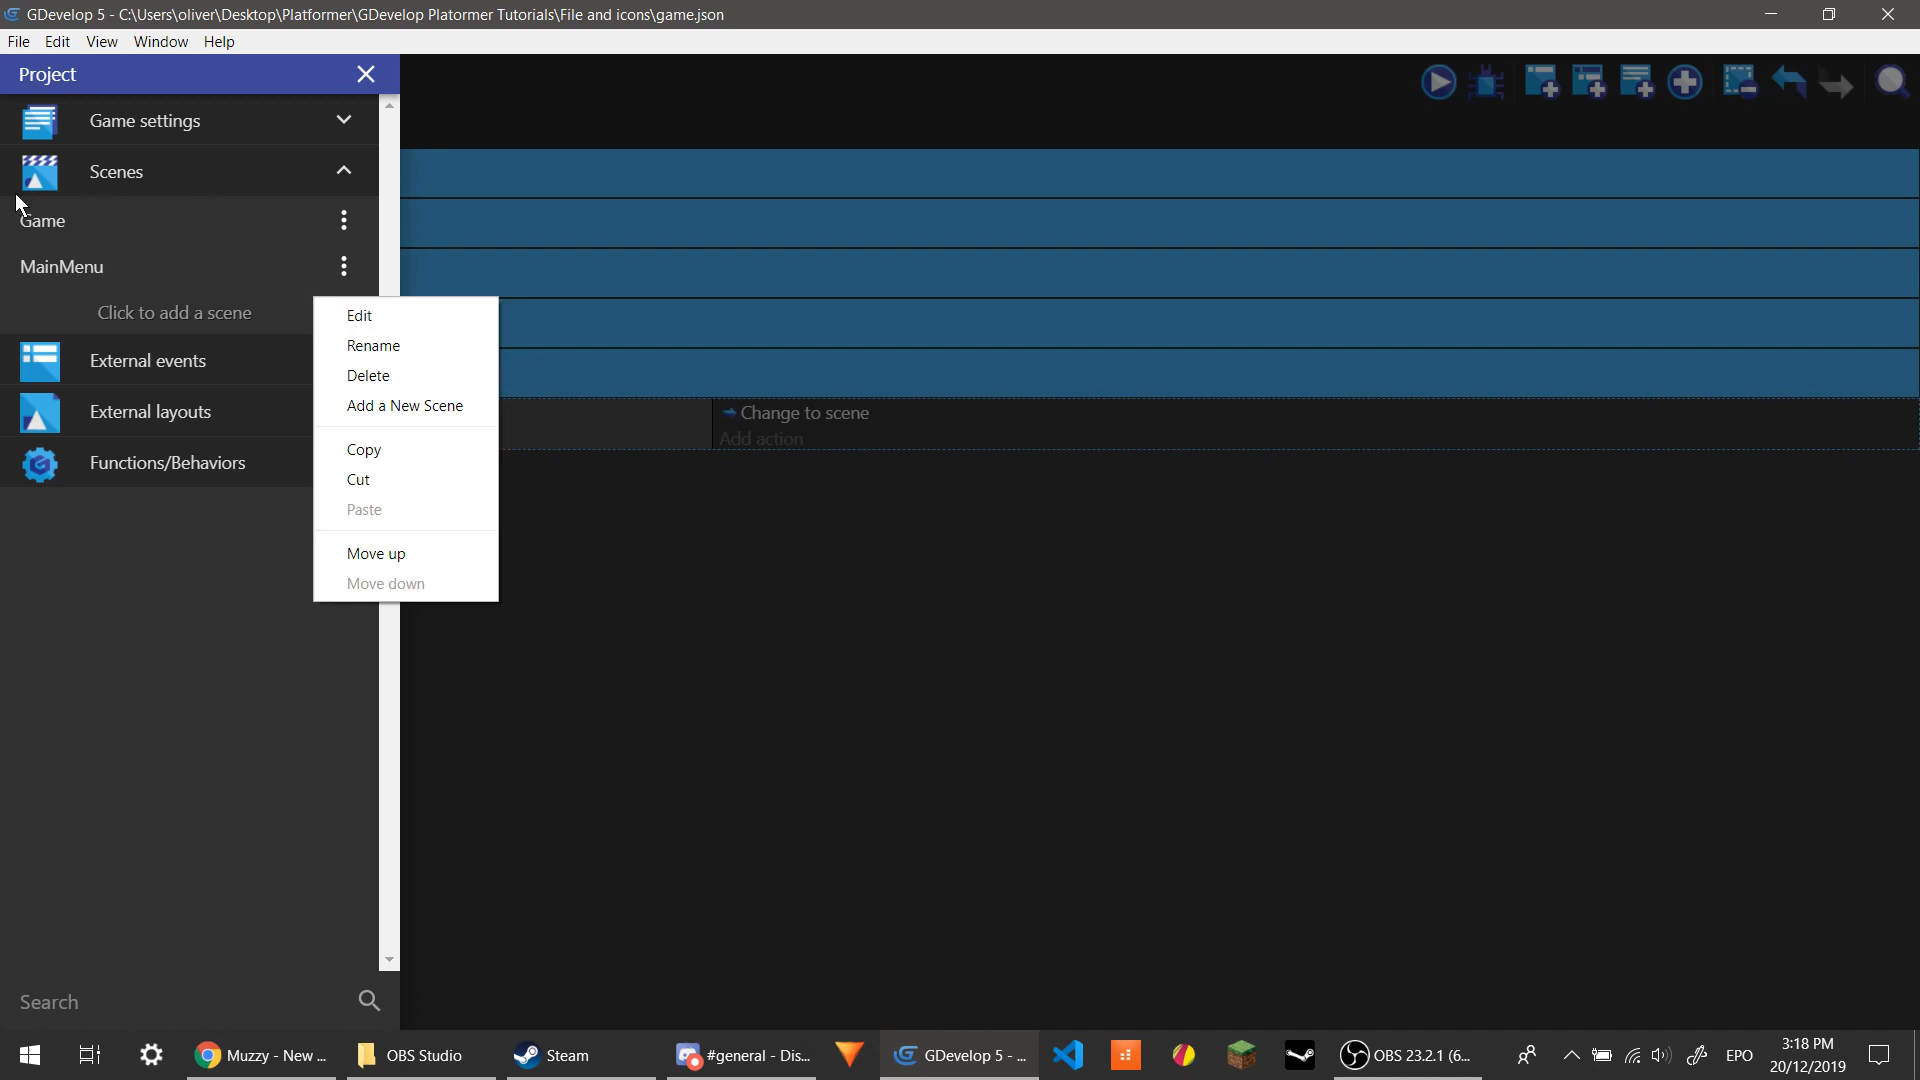 GDevelop 5 - C:\Users\oliver\Desktop\Platformer\GDevelop Platormer Tutorials\File and icons\game.json
File Edit View Window Help
Project
Game settings
Scenes
Game
MainMenu
Click to add a scene
External events
External layouts
Functions/Behaviors
Edit
Rename
Delete
Add a New Scene
Copy
Cut
Paste
Move up
Move down
Change to scene
Add action
Search
Muzzy - New ...
OBS Studio
Steam
#general - Dis...
GDevelop 5 - ...
OBS 23.2.1 (6...
EPO
3:18 PM
20/12/2019